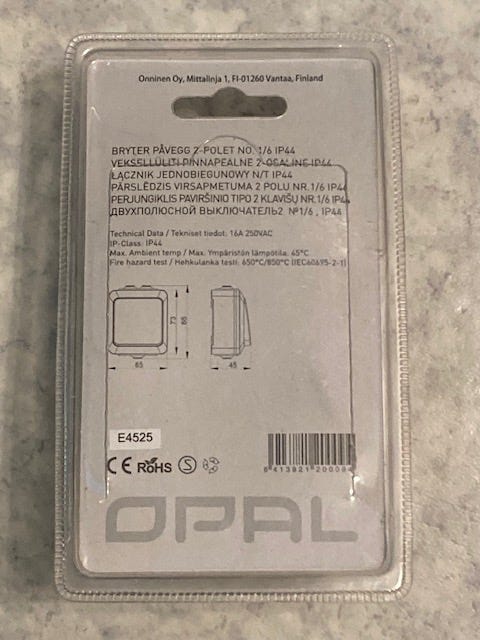 Onninen Oy, Mittalinja 1, FI-01260 Vantaa, Finland
BRYTER PÅVEGG 2-POLET NO. 1/6 IP44
VEKSELLÜLITI PINNAPEALNE 2-OSALINE IP44
ŁĄCZNIK JEDNOBIEGUNOWY N/T IP44
PĀRSLĒDZIS VIRSAPMETUMA 2 POLU NR.1/6 IP44
PERJUNGIKLIS PAVIRŠINIO TIPO 2 KLAVIŠŲ NR.1/6 IP44
ДВУХПОЛЮСНОЙ ВЫКЛЮЧАТЕЛЬ2 №1/6, IP44
Technical Data / Tekniset tiedot: 16A 250VAC
IP-Class: IP44
Max. Ambient temp / Max. Ympäristön lämpötila: 45°C
Fire hazard test / Hehkulanka testi: 650°C/850°C (IEC60695-2-1)
73
88
65
45
E4525
CE RoHS S
OPAL